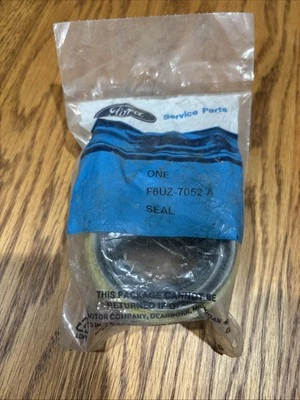 Ford
Service Parts
ONE
F6UZ-7052-A
SEAL
THIS PACKAGE CANNOT BE
RETURNED IF
MOTOR COMPANY, DEARBORN,